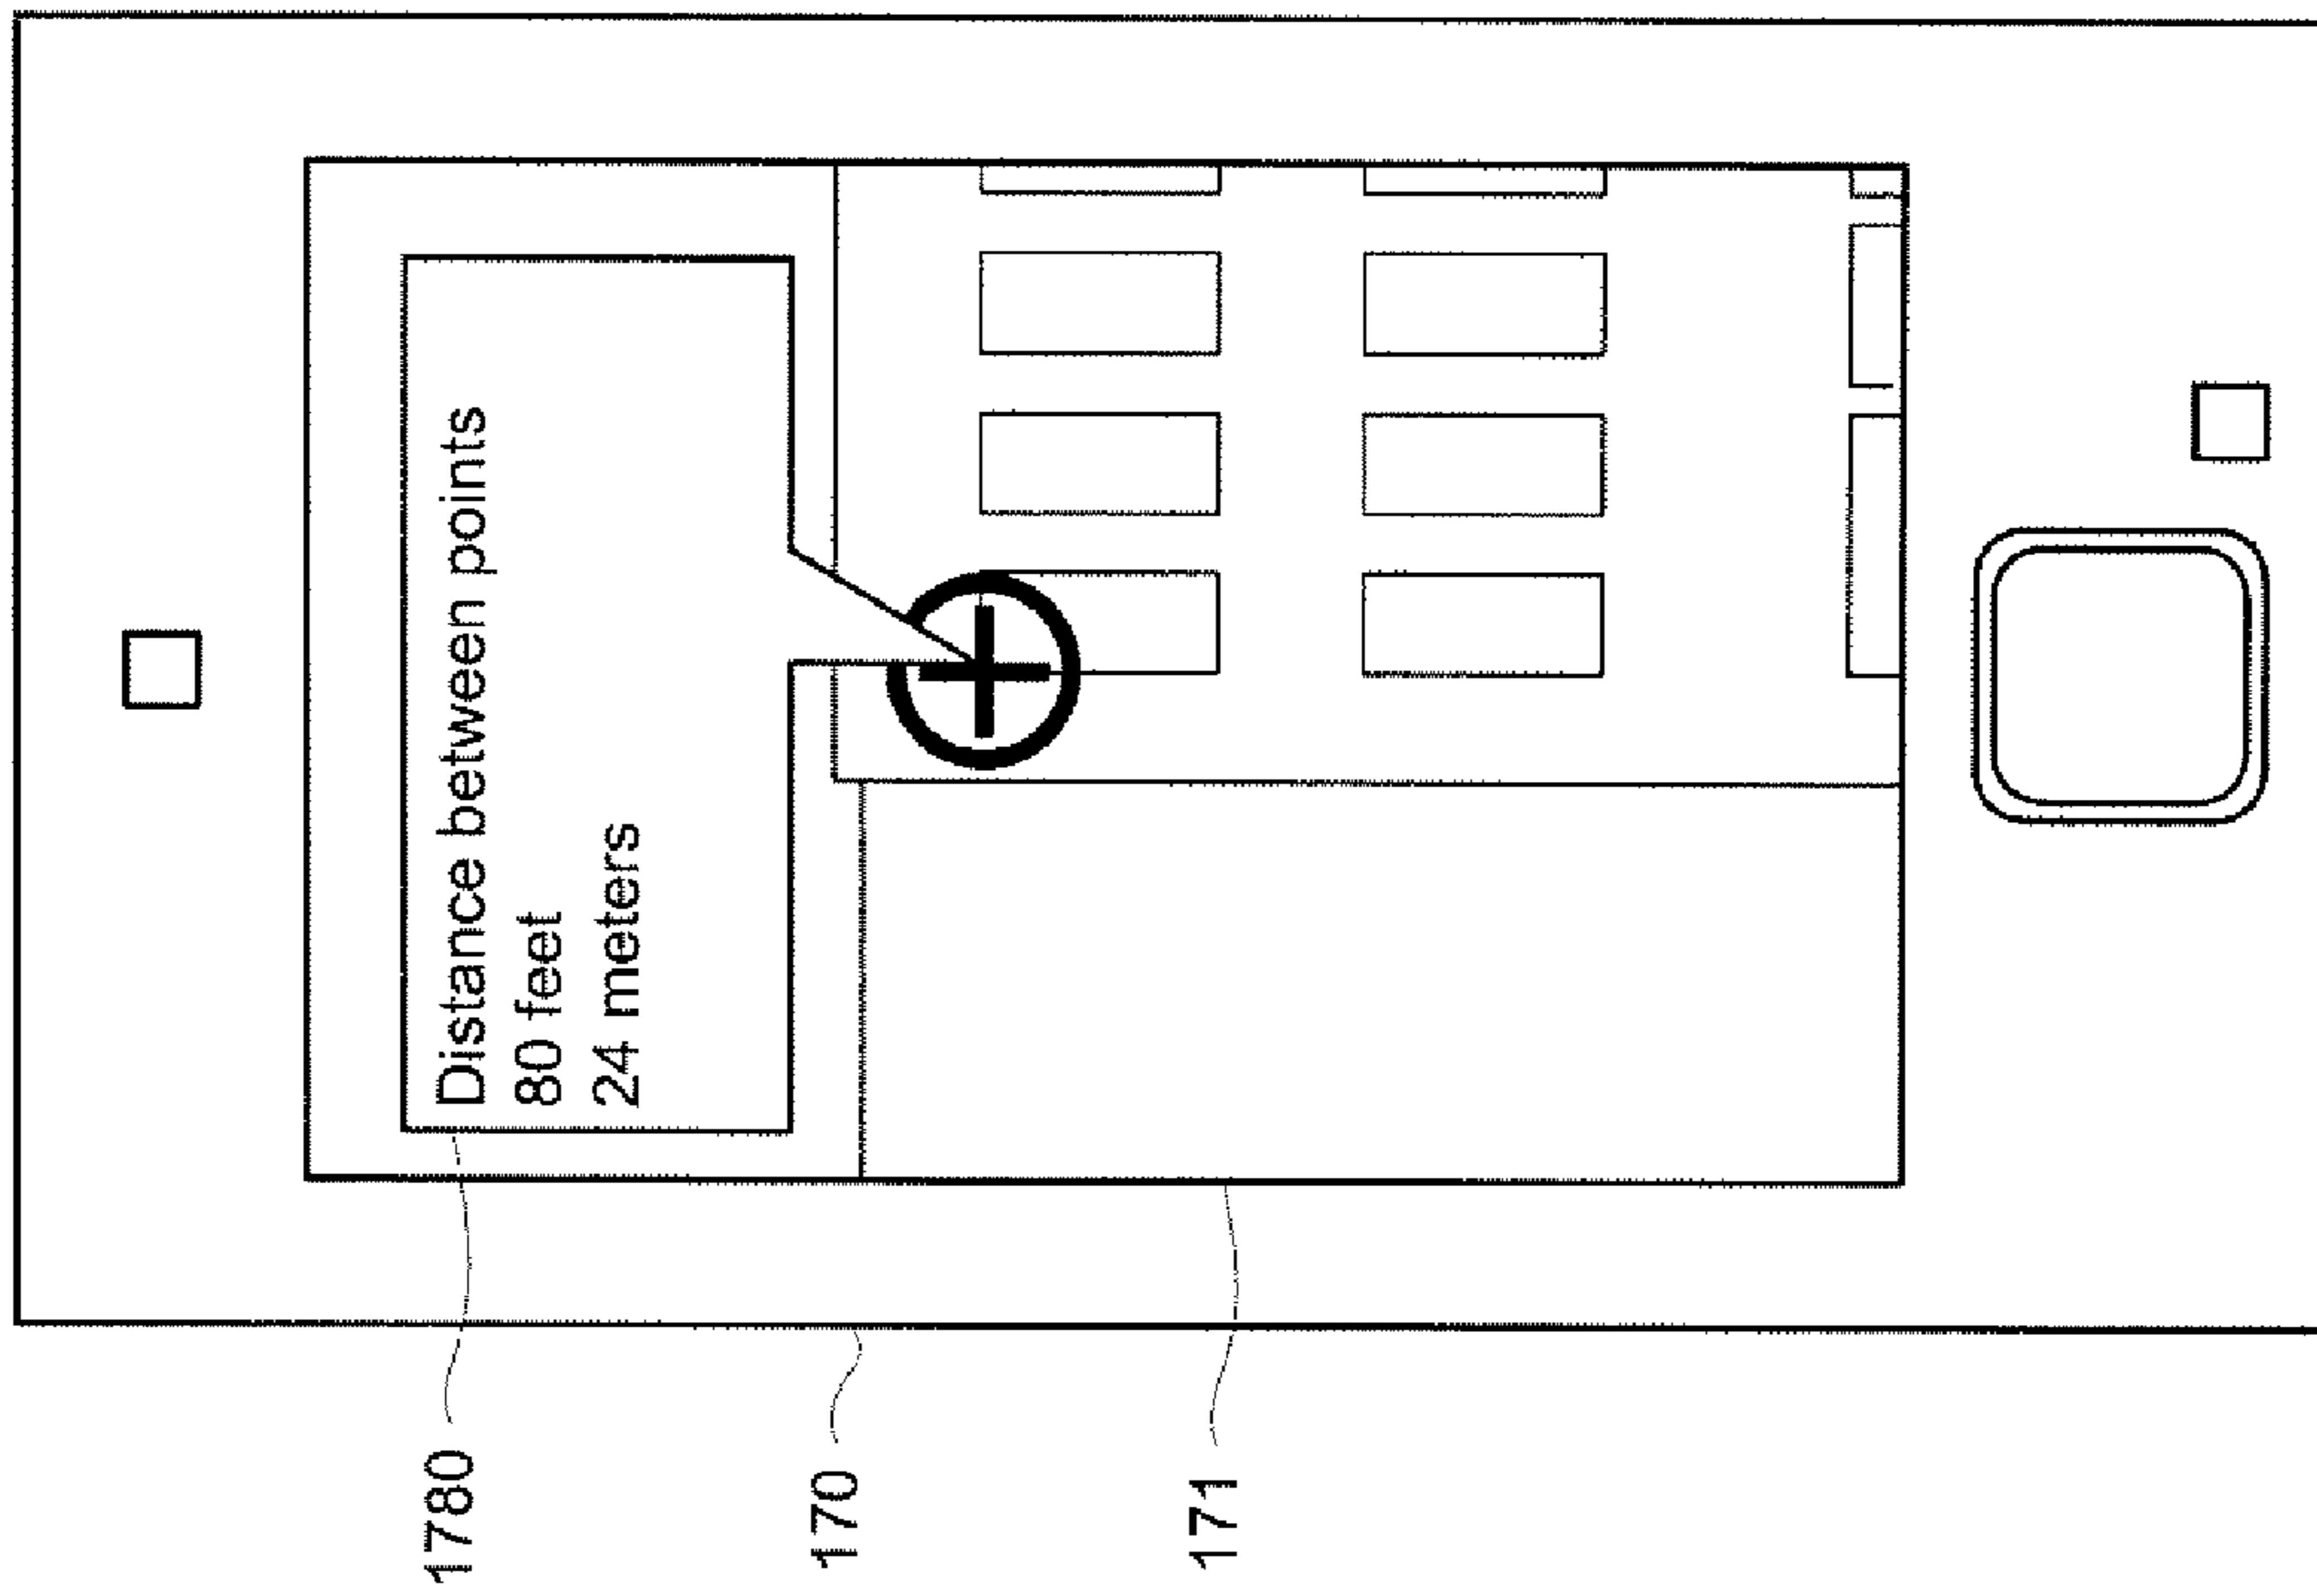 Distance between points
80 feet
24 meters
1780
170
171